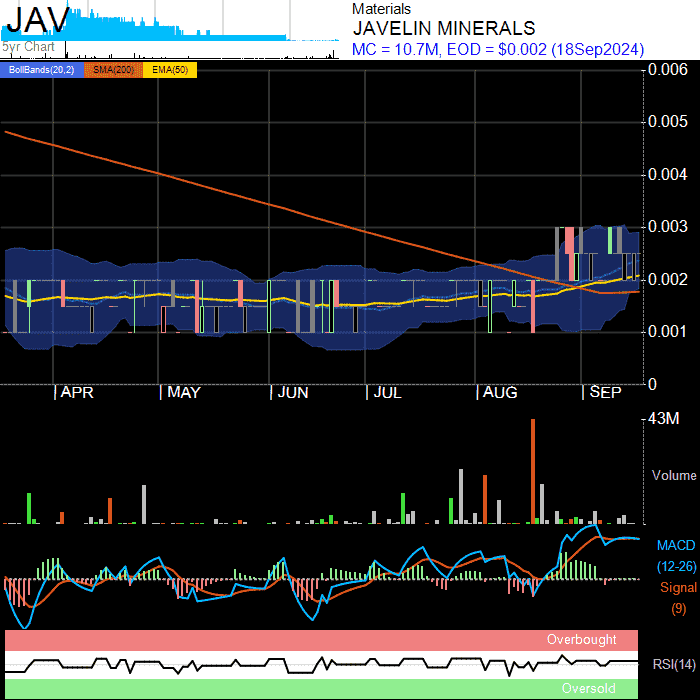 JAV
5yr Chart
Materials
JAVELIN MINERALS
MC = 10.7M, EOD = $0.002 (18Sep2024)
BollBands(20,2) SMA(200) EMA(50)
0.006
0.005
0.004
0.003
0.002
0.001
0
APR MAY JUN JUL AUG SEP
43M
Volume
MACD
(12-26)
Signal
(9)
Overbought
RSI(14)
Oversold